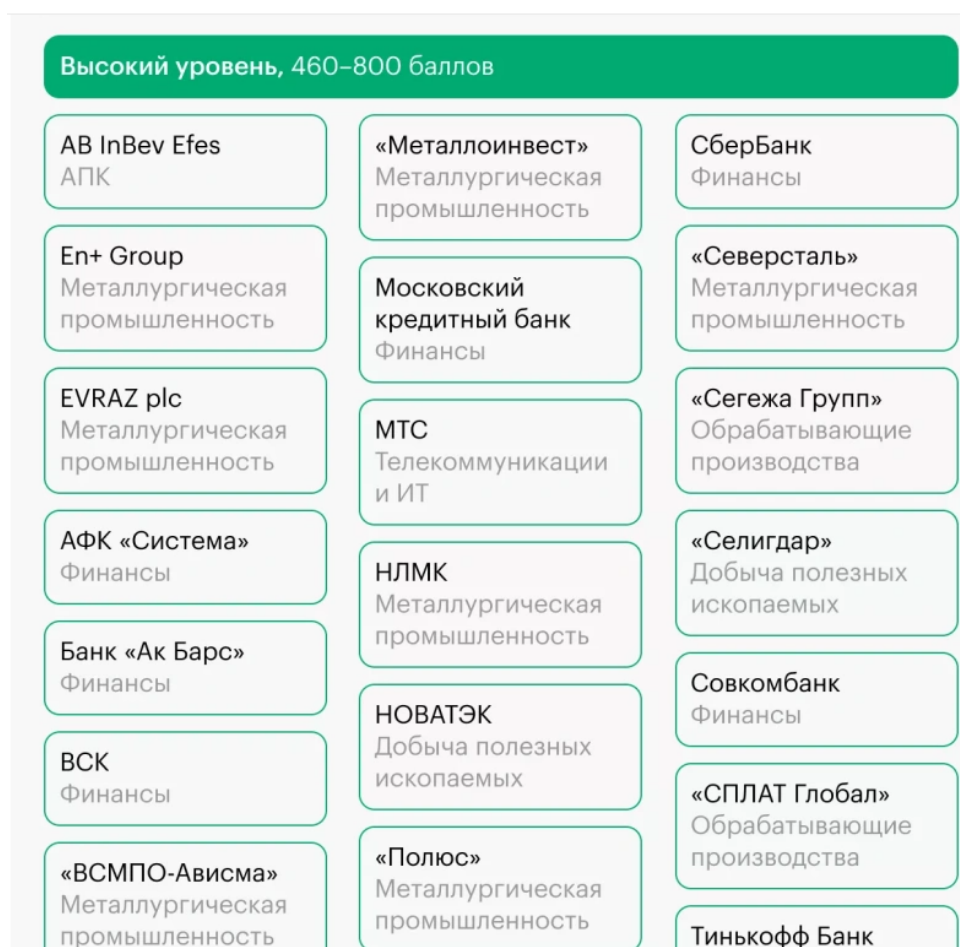 Высокий уровень, 460–800 баллов
AB InBev Efes
АПК
En+ Group
Металлургическая
промышленность
EVRAZ plc
Металлургическая
промышленность
АФК «Система»
Финансы
Банк «Ак Барс»
Финансы
ВСК
Финансы
«ВСМПО-Ависма»
Металлургическая
промышленность
«Металлоинвест»
Металлургическая
промышленность
Московский
кредитный банк
Финансы
МТС
Телекоммуникации
и ИТ
НЛМК
Металлургическая
промышленность
НОВАТЭК
Добыча полезных
ископаемых
«Полюс»
Металлургическая
промышленность
СберБанк
Финансы
«Северсталь»
Металлургическая
промышленность
«Сегежа Групп»
Обрабатывающие
производства
«Селигдар»
Добыча полезных
ископаемых
Совкомбанк
Финансы
«СПЛАТ Глобал»
Обрабатывающие
производства
Тинькофф Банк